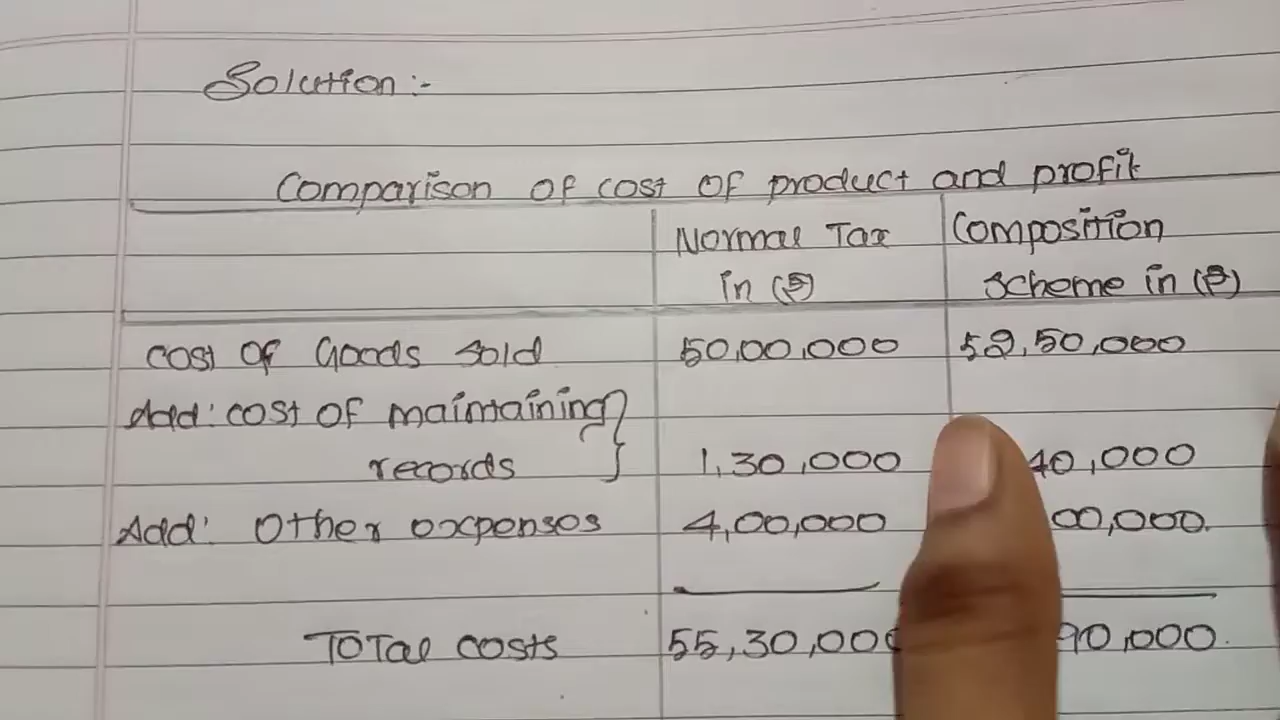 Solution :-
Comparison of cost of product and profit
Normal Tax in (₹)
Composition Scheme in (₹)
Cost of Goods sold 50,00,000 52,50,000
Add: cost of maintaining records 1,30,000 40,000
Add: Other expenses 4,00,000 00,000.
Total costs 55,30,000 90,000.